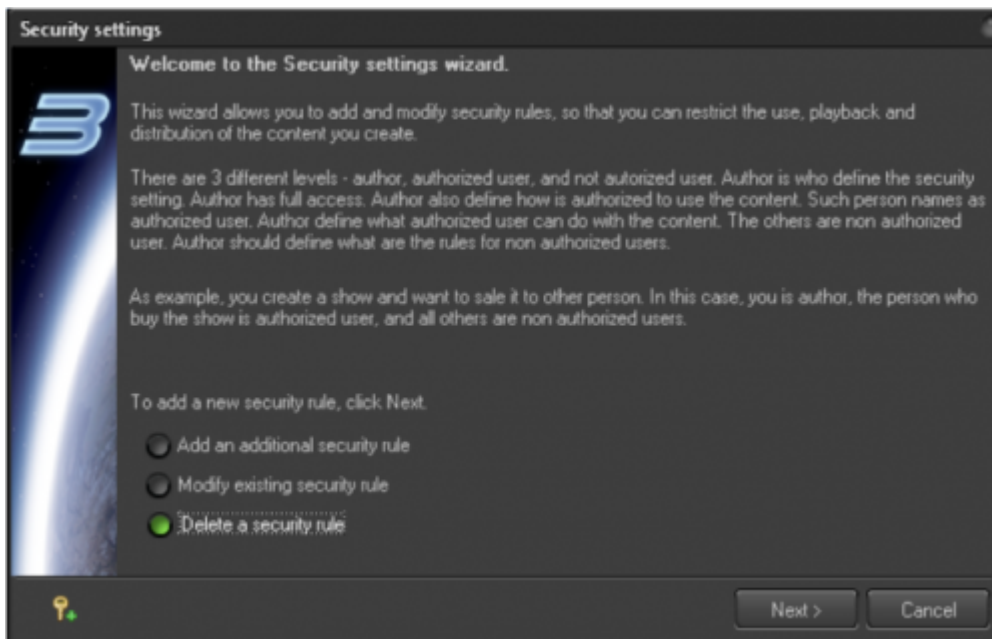 Security settings
Welcome to the Security settings wizard.
This wizard allows you to add and modify security rules, so that you can restrict the use, playback and
distribution of the content you create.
There are 3 different levels - author, authorized user, and not autorized user. Author is who define the security
setting. Author has full access. Author also define how is authorized to use the content. Such person names as
authorized user. Author define what authorized user can do with the content. The others are non authorized
user. Author should define what are the rules for non authorized users.
As example, you create a show and want to sale it to other person. In this case, you is author, the person who
buy the show is authorized user, and all others are non authorized users.
To add a new security rule, click Next.
Add an additional security rule
Modify existing security rule
Delete a security rule
Next >
Cancel
3